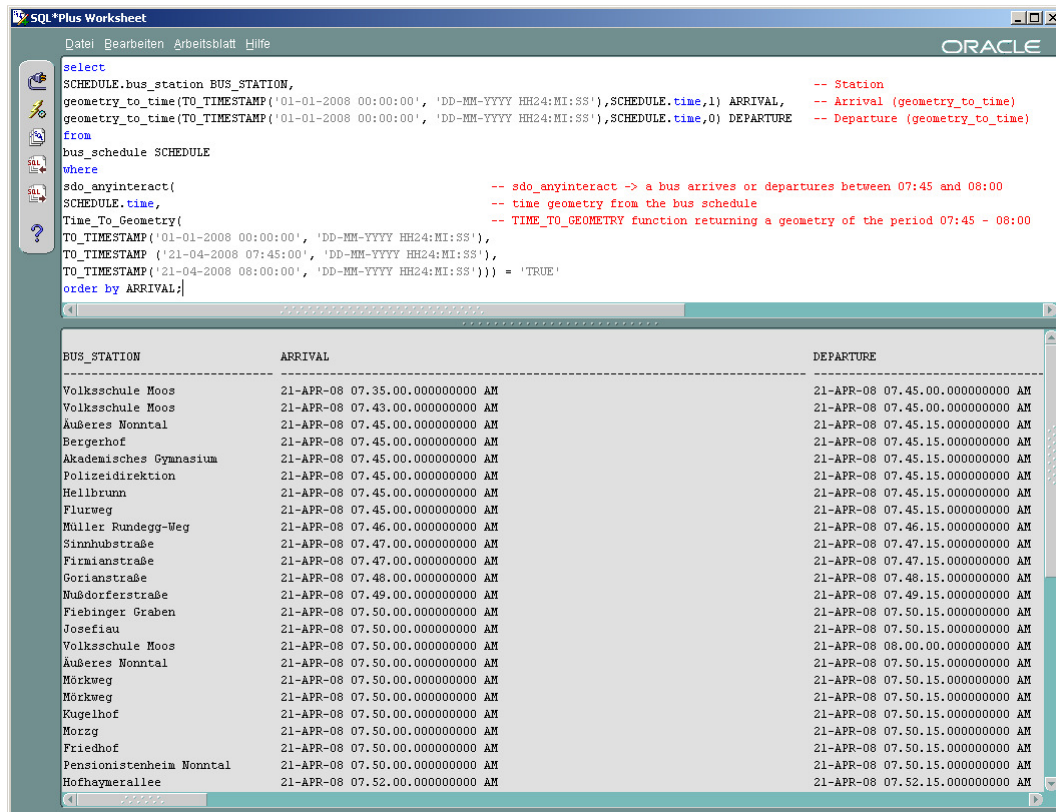 SQL*Plus Worksheet
Datei Bearbeiten Arbeitsblatt Hilfe
ORACLE
select
SCHEDULE.bus_station BUS_STATION, -- Station
geometry_to_time(TO_TIMESTAMP('01-01-2008 00:00:00', 'DD-MM-YYYY HH24:MI:SS'),SCHEDULE.time,1) ARRIVAL, -- Arrival (geometry_to_time)
geometry_to_time(TO_TIMESTAMP('01-01-2008 00:00:00', 'DD-MM-YYYY HH24:MI:SS'),SCHEDULE.time,0) DEPARTURE -- Departure (geometry_to_time)
from
bus_schedule SCHEDULE
where
sdo_anyinteract( -- sdo_anyinteract -> a bus arrives or departures between 07:45 and 08:00
SCHEDULE.time, -- time geometry from the bus schedule
Time_To_Geometry( -- TIME_TO_GEOMETRY function returning a geometry of the period 07:45 - 08:00
TO_TIMESTAMP('01-01-2008 00:00:00', 'DD-MM-YYYY HH24:MI:SS'),
TO_TIMESTAMP ('21-04-2008 07:45:00', 'DD-MM-YYYY HH24:MI:SS'),
TO_TIMESTAMP('21-04-2008 08:00:00', 'DD-MM-YYYY HH24:MI:SS'))) = 'TRUE'
order by ARRIVAL;
SQL
SQL
?
BUS_STATION ARRIVAL DEPARTURE
Volksschule Moos 21-APR-08 07.35.00.000000000 AM 21-APR-08 07.45.00.000000000 AM
Volksschule Moos 21-APR-08 07.43.00.000000000 AM 21-APR-08 07.45.00.000000000 AM
Äußeres Nonntal 21-APR-08 07.45.00.000000000 AM 21-APR-08 07.45.15.000000000 AM
Bergerhof 21-APR-08 07.45.00.000000000 AM 21-APR-08 07.45.15.000000000 AM
Akademisches Gymnasium 21-APR-08 07.45.00.000000000 AM 21-APR-08 07.45.15.000000000 AM
Polizeidirektion 21-APR-08 07.45.00.000000000 AM 21-APR-08 07.45.15.000000000 AM
Hellbrunn 21-APR-08 07.45.00.000000000 AM 21-APR-08 07.45.15.000000000 AM
Flurweg 21-APR-08 07.45.00.000000000 AM 21-APR-08 07.45.15.000000000 AM
Müller Rundegg-Weg 21-APR-08 07.46.00.000000000 AM 21-APR-08 07.46.15.000000000 AM
Sinnhubstraße 21-APR-08 07.47.00.000000000 AM 21-APR-08 07.47.15.000000000 AM
Firmianstraße 21-APR-08 07.47.00.000000000 AM 21-APR-08 07.47.15.000000000 AM
Gorianstraße 21-APR-08 07.48.00.000000000 AM 21-APR-08 07.48.15.000000000 AM
Nußdorferstraße 21-APR-08 07.49.00.000000000 AM 21-APR-08 07.49.15.000000000 AM
Fiebinger Graben 21-APR-08 07.50.00.000000000 AM 21-APR-08 07.50.15.000000000 AM
Josefiau 21-APR-08 07.50.00.000000000 AM 21-APR-08 07.50.15.000000000 AM
Volksschule Moos 21-APR-08 07.50.00.000000000 AM 21-APR-08 08.00.00.000000000 AM
Äußeres Nonntal 21-APR-08 07.50.00.000000000 AM 21-APR-08 07.50.15.000000000 AM
Mörkweg 21-APR-08 07.50.00.000000000 AM 21-APR-08 07.50.15.000000000 AM
Mörkweg 21-APR-08 07.50.00.000000000 AM 21-APR-08 07.50.15.000000000 AM
Kugelhof 21-APR-08 07.50.00.000000000 AM 21-APR-08 07.50.15.000000000 AM
Morzg 21-APR-08 07.50.00.000000000 AM 21-APR-08 07.50.15.000000000 AM
Friedhof 21-APR-08 07.50.00.000000000 AM 21-APR-08 07.50.15.000000000 AM
Pensionistenheim Nonntal 21-APR-08 07.50.00.000000000 AM 21-APR-08 07.50.15.000000000 AM
Hofhaymerallee 21-APR-08 07.52.00.000000000 AM 21-APR-08 07.52.15.000000000 AM